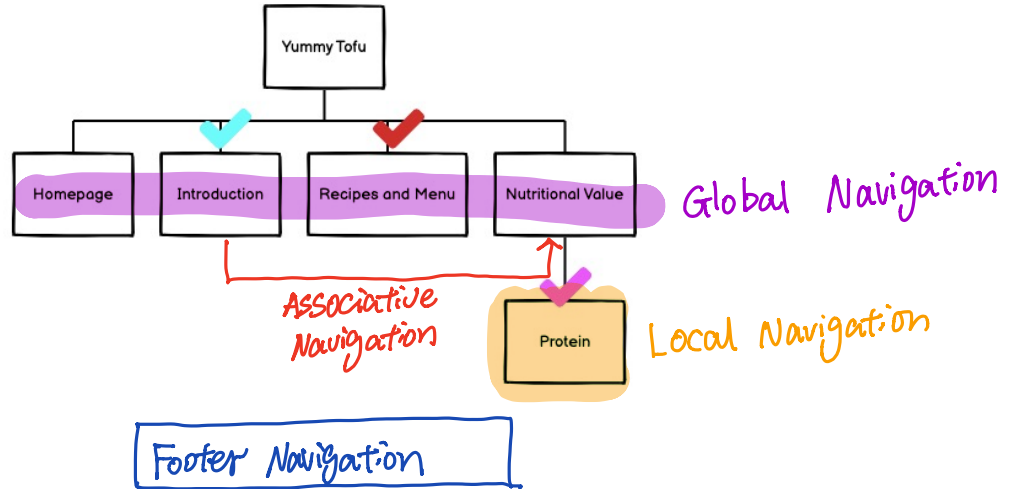 Yummy Tofu
Homepage
Introduction
Recipes and Menu
Nutritional Value
Global Navigation
Associative
Navigation
Protein
Local Navigation
Footer Navigation